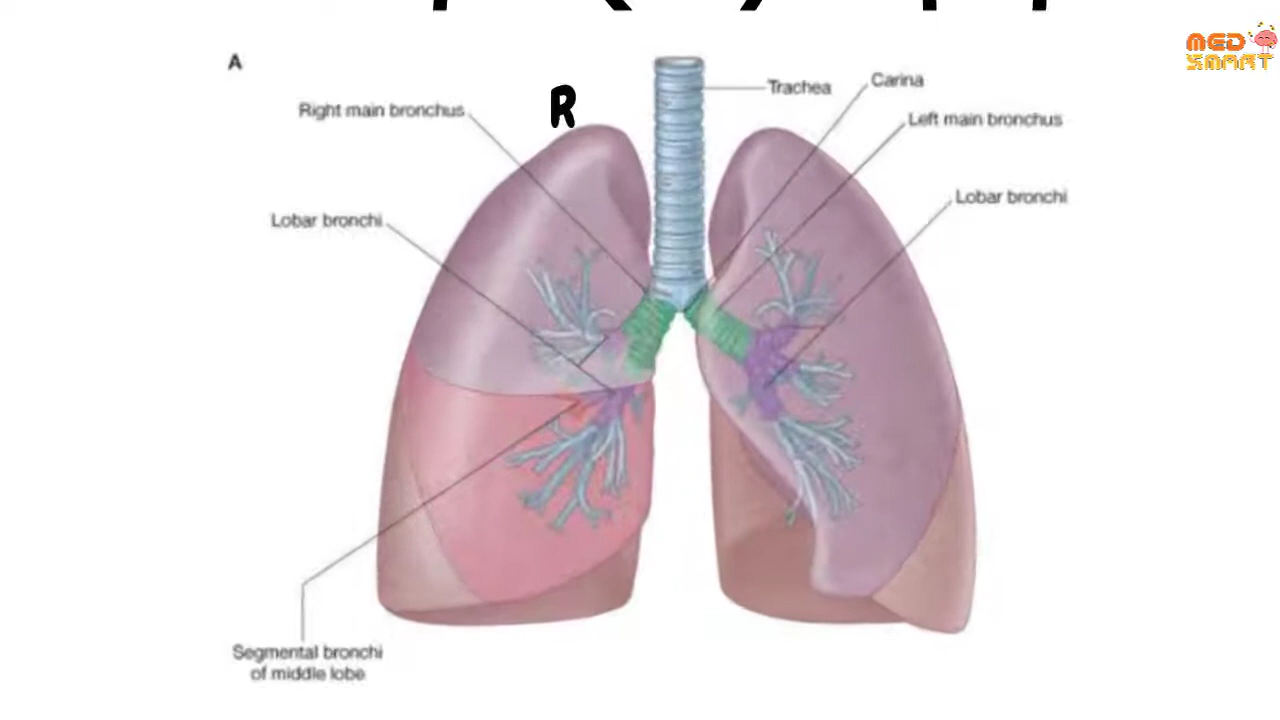 MED
SMART
A
R
Trachea
Carina
Right main bronchus
Left main bronchus
Lobar bronchi
Lobar bronchi
Segmental bronchi
of middle lobe